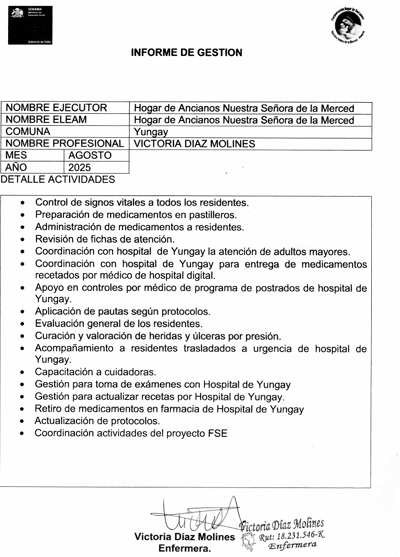 SENAMA
Gobierno de Chile
INFORME DE GESTION
NOMBRE EJECUTOR Hogar de Ancianos Nuestra Señora de la Merced
NOMBRE ELEAM Hogar de Ancianos Nuestra Señora de la Merced
COMUNA Yungay
NOMBRE PROFESIONAL VICTORIA DIAZ MOLINES
MES AGOSTO
AÑO 2025
DETALLE ACTIVIDADES
• Control de signos vitales a todos los residentes.
• Preparación de medicamentos en pastilleros.
• Administración de medicamentos a residentes.
• Revisión de fichas de atención.
• Coordinación con hospital de Yungay la atención de adultos mayores.
• Coordinación con hospital de Yungay para entrega de medicamentos
recetados por médico de hospital digital.
• Apoyo en controles por médico de programa de postrados de hospital de
Yungay.
• Aplicación de pautas según protocolos.
• Evaluación general de los residentes.
• Curación y valoración de heridas y úlceras por presión.
• Acompañamiento a residentes trasladados a urgencia de hospital de
Yungay.
• Capacitación a cuidadoras.
• Gestión para toma de exámenes con Hospital de Yungay
• Gestión para actualizar recetas por Hospital de Yungay.
• Retiro de medicamentos en farmacia de Hospital de Yungay
• Actualización de protocolos.
• Coordinación actividades del proyecto FSE
Victoria Díaz Molines
Enfermera.
Victoria Díaz Molines
Rut: 18.231.546-K
Enfermera